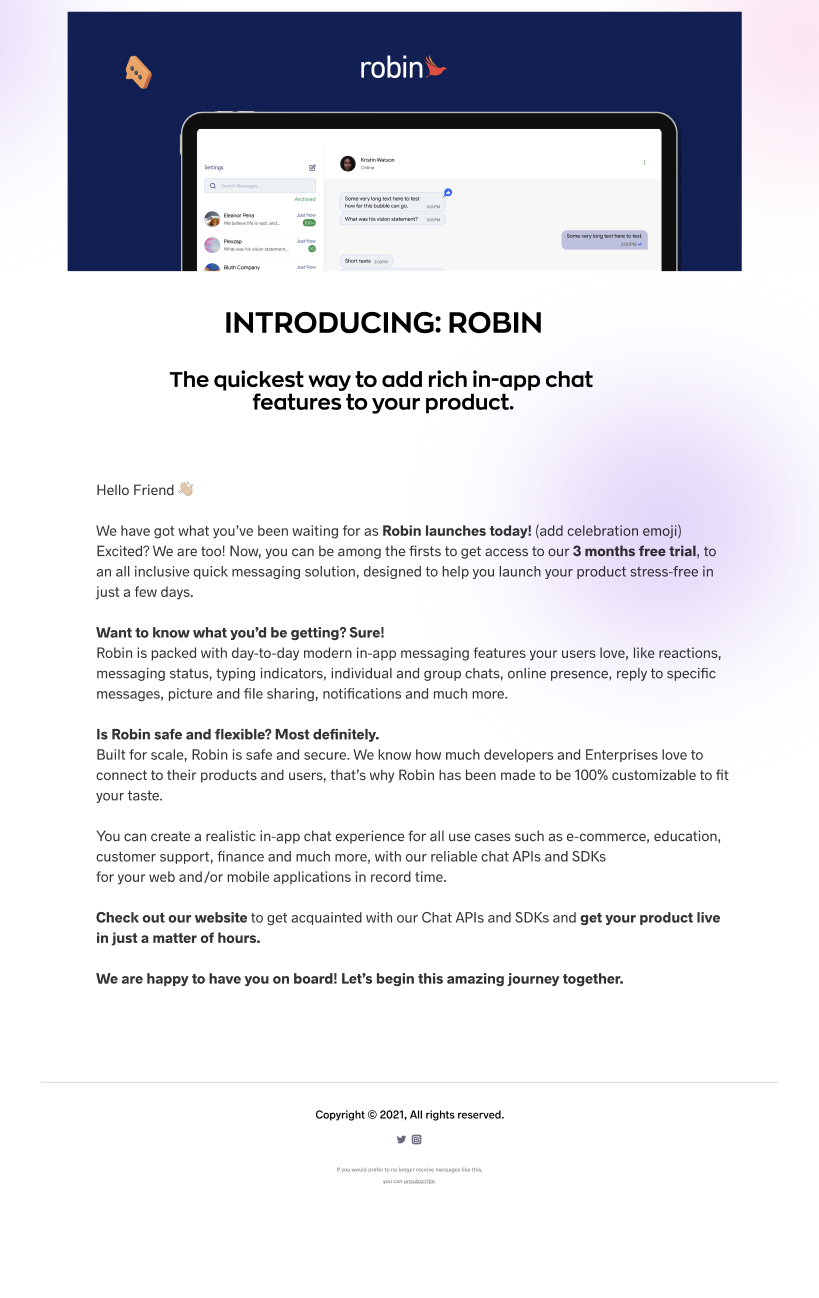 robin
Settings
Search Messages...
Archived
Eleanor Pena
Just Now
We believe life is vast, and...
Plexzap
Just Now
What was his vision statement...
Bluth Company
Just Now
Kristin Watson
Online
Some very long text here to test
how far this bubble can go.
3:00PM
What was his vision statement?
3:00PM
Some very long text here to test.
3:00PM
Short texts
3:00PM
INTRODUCING: ROBIN
The quickest way to add rich in-app chat
features to your product.
Hello Friend 👋🏼
We have got what you’ve been waiting for as Robin launches today! (add celebration emoji)
Excited? We are too! Now, you can be among the firsts to get access to our 3 months free trial, to
an all inclusive quick messaging solution, designed to help you launch your product stress-free in
just a few days.
Want to know what you’d be getting? Sure!
Robin is packed with day-to-day modern in-app messaging features your users love, like reactions,
messaging status, typing indicators, individual and group chats, online presence, reply to specific
messages, picture and file sharing, notifications and much more.
Is Robin safe and flexible? Most definitely.
Built for scale, Robin is safe and secure. We know how much developers and Enterprises love to
connect to their products and users, that’s why Robin has been made to be 100% customizable to fit
your taste.
You can create a realistic in-app chat experience for all use cases such as e-commerce, education,
customer support, finance and much more, with our reliable chat APIs and SDKs
for your web and/or mobile applications in record time.
Check out our website to get acquainted with our Chat APIs and SDKs and get your product live
in just a matter of hours.
We are happy to have you on board! Let’s begin this amazing journey together.
Copyright © 2021, All rights reserved.
If you would prefer to no longer receive messages like this,
you can unsubscribe.